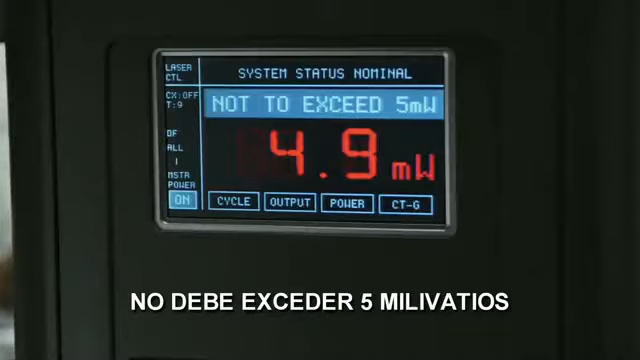 LASER
CTL
SYSTEM STATUS NOMINAL
CX:OFF
T:9
NOT TO EXCEED 5mW
OF
ALL
I
4.9 mW
MSTR
POWER
ON
CYCLE
OUTPUT
POWER
CT-G
NO DEBE EXCEDER 5 MILIVATIOS